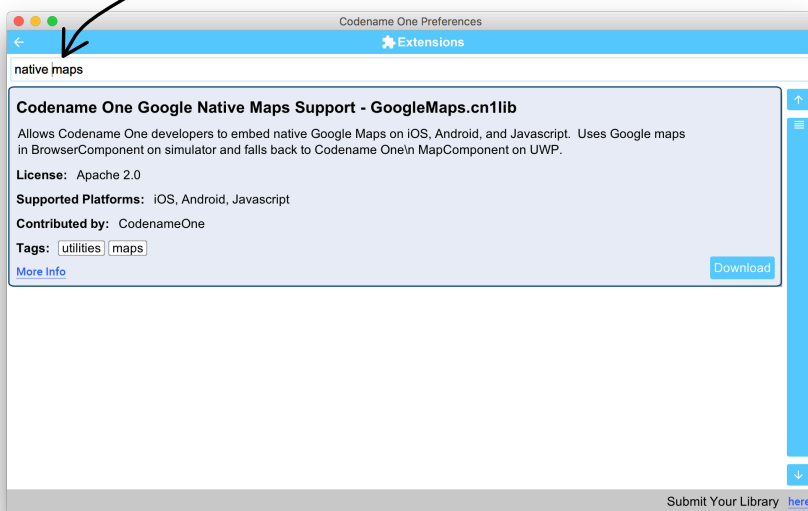 Codename One Preferences
Extensions
native maps
Codename One Google Native Maps Support - GoogleMaps.cn1lib
Allows Codename One developers to embed native Google Maps on iOS, Android, and Javascript.  Uses Google maps
in BrowserComponent on simulator and falls back to Codename One\n MapComponent on UWP.
License: Apache 2.0
Supported Platforms: iOS, Android, Javascript
Contributed by: CodenameOne
Tags: utilities maps
More Info
Download
Submit Your Library here